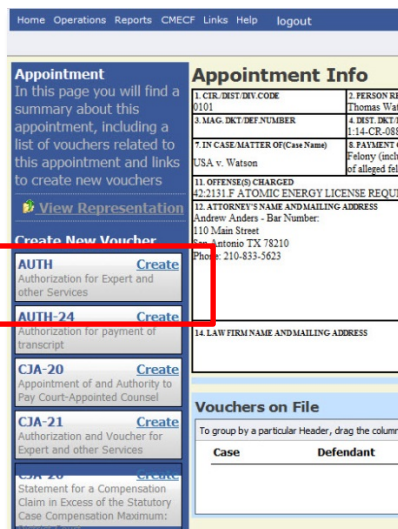 Home Operations Reports CMECF Links Help logout
Appointment
In this page you will find a
summary about this
appointment, including a
list of vouchers related to
this appointment and links
to create new vouchers
View Representation
Create New Voucher
AUTH Create
Authorization for Expert and
other Services
AUTH-24 Create
Authorization for payment of
transcript
CJA-20 Create
Appointment of and Authority to
Pay Court-Appointed Counsel
CJA-21 Create
Authorization and Voucher for
Expert and other Services
CJA-26 Create
Statement for a Compensation
Claim in Excess of the Statutory
Case Compensation Maximum:
Appointment Info
1. CIR./DIST/DIV.CODE
0101
2. PERSON RE
Thomas Wat
3. MAG. DKT/DEF.NUMBER
4. DIST. DKT/
1:14-CR-088
7. IN CASE/MATTER OF(Case Name)
USA v. Watson
8. PAYMENT
Felony (inclu
of alleged fel
11. OFFENSE(S) CHARGED
42:2131.F ATOMIC ENERGY LICENSE REQUI
12. ATTORNEY'S NAME AND MAILING ADDRESS
Andrew Anders - Bar Number:
110 Main Street
San Antonio TX 78210
Phone: 210-833-5623
14. LAW FIRM NAME AND MAILING ADDRESS
Vouchers on File
To group by a particular Header, drag the column
Case Defendant